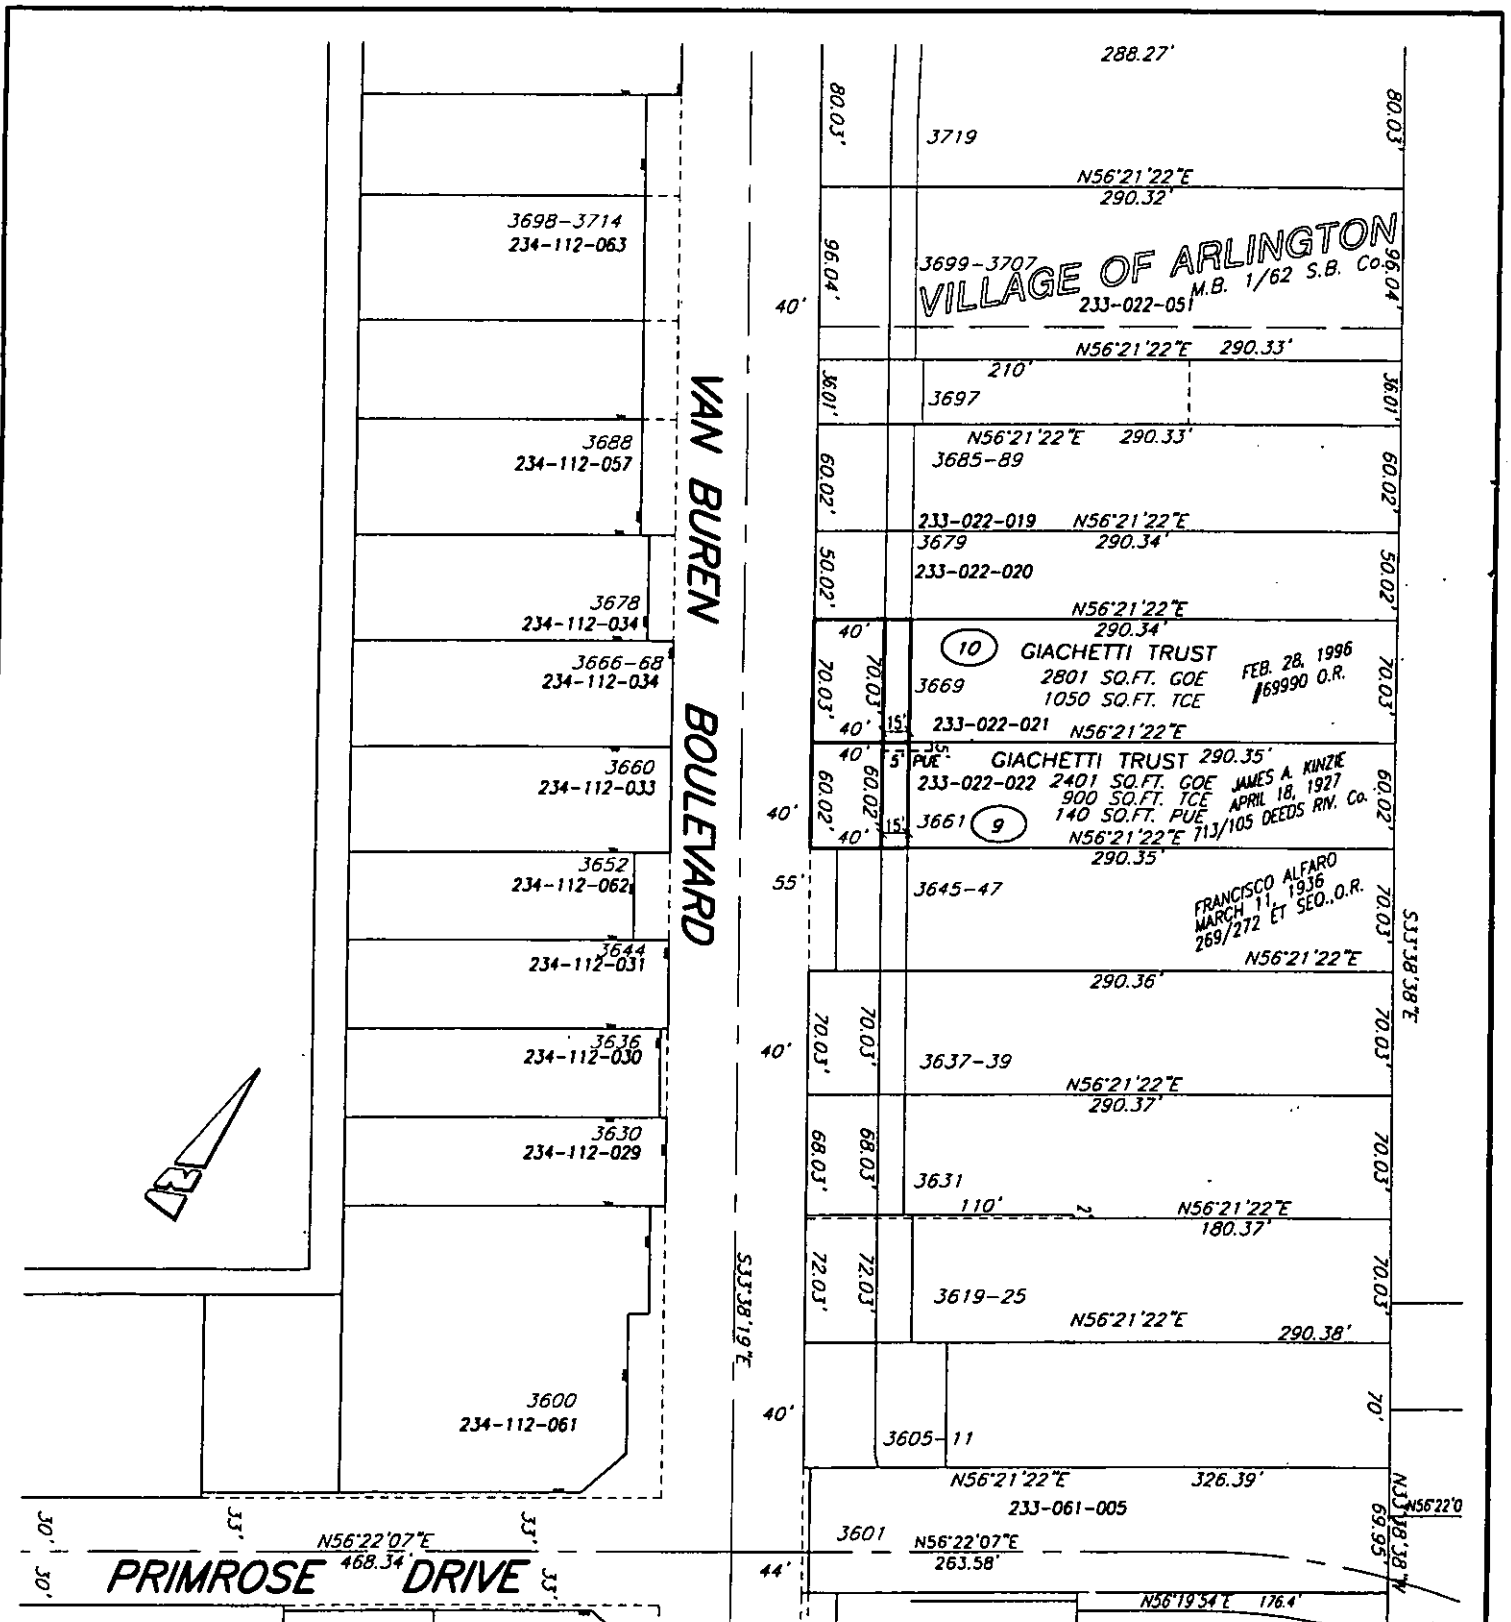 288.27'
80.03'
80.03'
3719
N56°21'22"E
290.32'
3698-3714
234-112-063
96.04'
3699-3707
VILLAGE OF ARLINGTON
M.B. 1/62 S.B. Co.
96.04'
233-022-051
40'
N56°21'22"E 290.33'
210'
36.01'
3697
36.01'
N56°21'22"E 290.33'
3688
234-112-057
60.02'
3685-89
60.02'
233-022-019 N56°21'22"E
3679
290.34'
50.02'
233-022-020
50.02'
3678
234-112-034
N56°21'22"E
290.34'
VAN BUREN BOULEVARD
40'
10
GIACHETTI TRUST
2801 SQ.FT. GOE
1050 SQ.FT. TCE
FEB. 28, 1996
#69990 O.R.
3666-68
234-112-034
70.03'
70.03'
3669
70.03'
40'
15'
233-022-021
N56°21'22"E
40'
5'
PUE
5'
GIACHETTI TRUST 290.35'
3660
234-112-033
233-022-022 2401 SQ.FT. GOE
900 SQ.FT. TCE
140 SQ.FT. PUE
JAMES A. KINZIE
APRIL 18, 1927
713/105 DEEDS RIV. Co.
60.02'
60.02'
60.02'
40'
40'
15'
3661
9
N56°21'22"E
290.35'
3652
234-112-062
55'
3645-47
FRANCISCO ALFARO
MARCH 11, 1936
269/272 ET SEQ.,O.R.
70.03'
S33°38'38"E
3644
234-112-031
N56°21'22"E
290.36'
3636
234-112-030
40'
70.03'
70.03'
3637-39
70.03'
N56°21'22"E
290.37'
3630
234-112-029
N
68.03'
68.03'
3631
70.03'
110'
2'
N56°21'22"E
180.37'
S33°38'19"E
72.03'
72.03'
3619-25
70.03'
N56°21'22"E
290.38'
3600
234-112-061
40'
70'
3605-11
N56°21'22"E
326.39'
233-061-005
N33°38'38"W
69.95'
N56°22'0
30'
33'
33'
N56°22'07"E
468.34'
3601
N56°22'07"E
263.58'
30'
PRIMROSE DRIVE
33'
44'
N56°19'54"E 176.4'